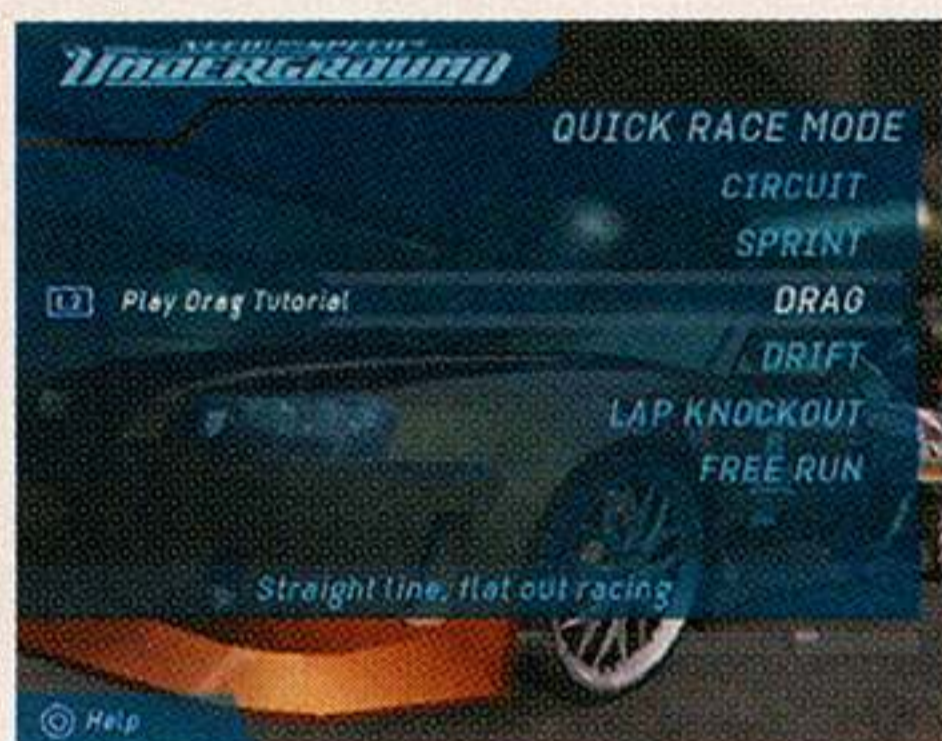 NEED FOR SPEED
UNDERGROUND
QUICK RACE MODE
CIRCUIT
SPRINT
Play Drag Tutorial
DRAG
DRIFT
LAP KNOCKOUT
FREE RUN
Straight line, flat out racing
Help